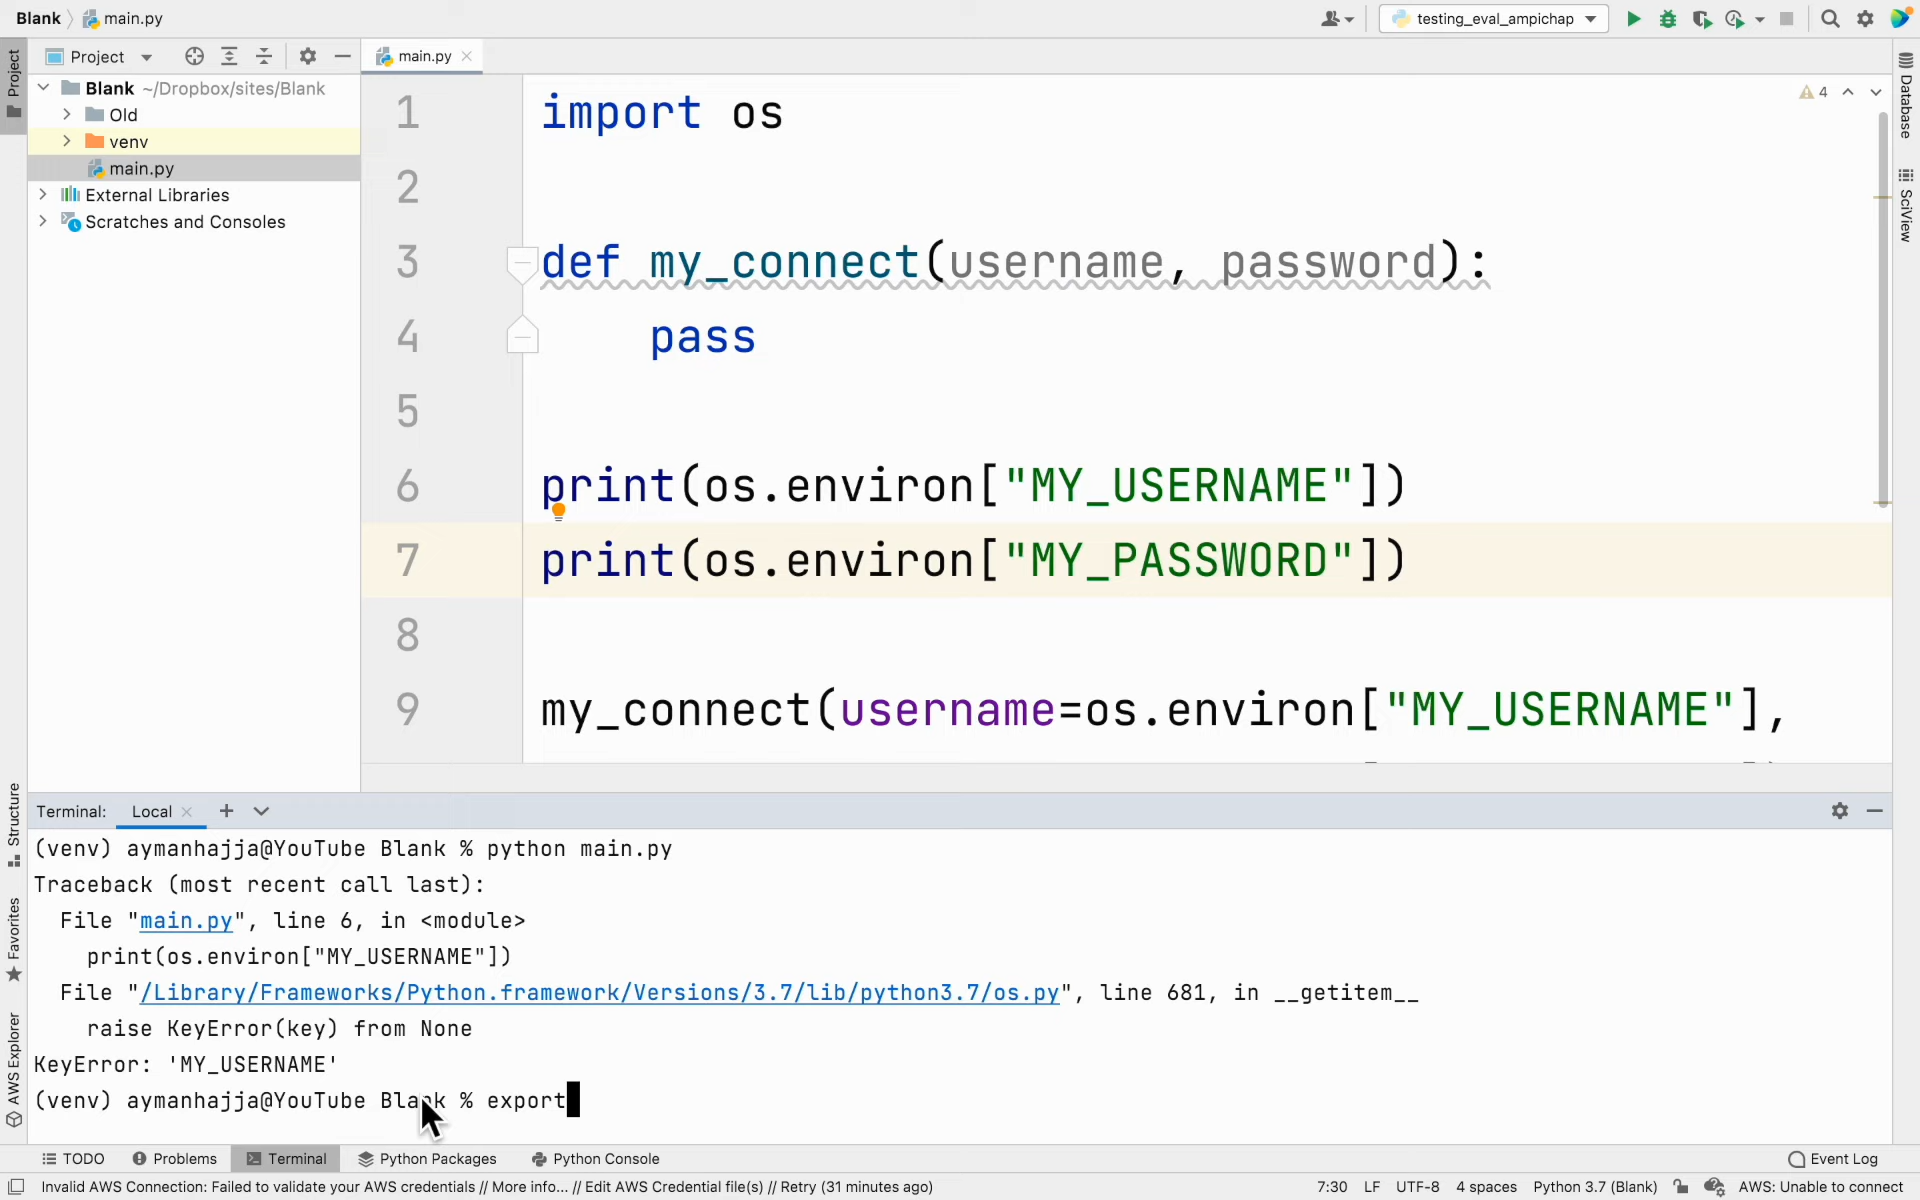 Blank main.py
testing_eval_ampichap
Project
Project
main.py
Blank ~/Dropbox/sites/Blank
Old
venv
main.py
External Libraries
Scratches and Consoles
Structure
Favorites
AWS Explorer
4
Database
SciView
1 import os
2
3 def my_connect(username, password):
4 pass
5
6 print(os.environ["MY_USERNAME"])
7 print(os.environ["MY_PASSWORD"])
8
9 my_connect(username=os.environ["MY_USERNAME"],
Terminal: Local
(venv) aymanhajja@YouTube Blank % python main.py
Traceback (most recent call last):
File "main.py", line 6, in <module>
print(os.environ["MY_USERNAME"])
File "/Library/Frameworks/Python.framework/Versions/3.7/lib/python3.7/os.py", line 681, in __getitem__
raise KeyError(key) from None
KeyError: 'MY_USERNAME'
(venv) aymanhajja@YouTube Blank % export
TODO Problems Terminal Python Packages Python Console Event Log
Invalid AWS Connection: Failed to validate your AWS credentials // More info... // Edit AWS Credential file(s) // Retry (31 minutes ago) 7:30 LF UTF-8 4 spaces Python 3.7 (Blank) AWS: Unable to connect